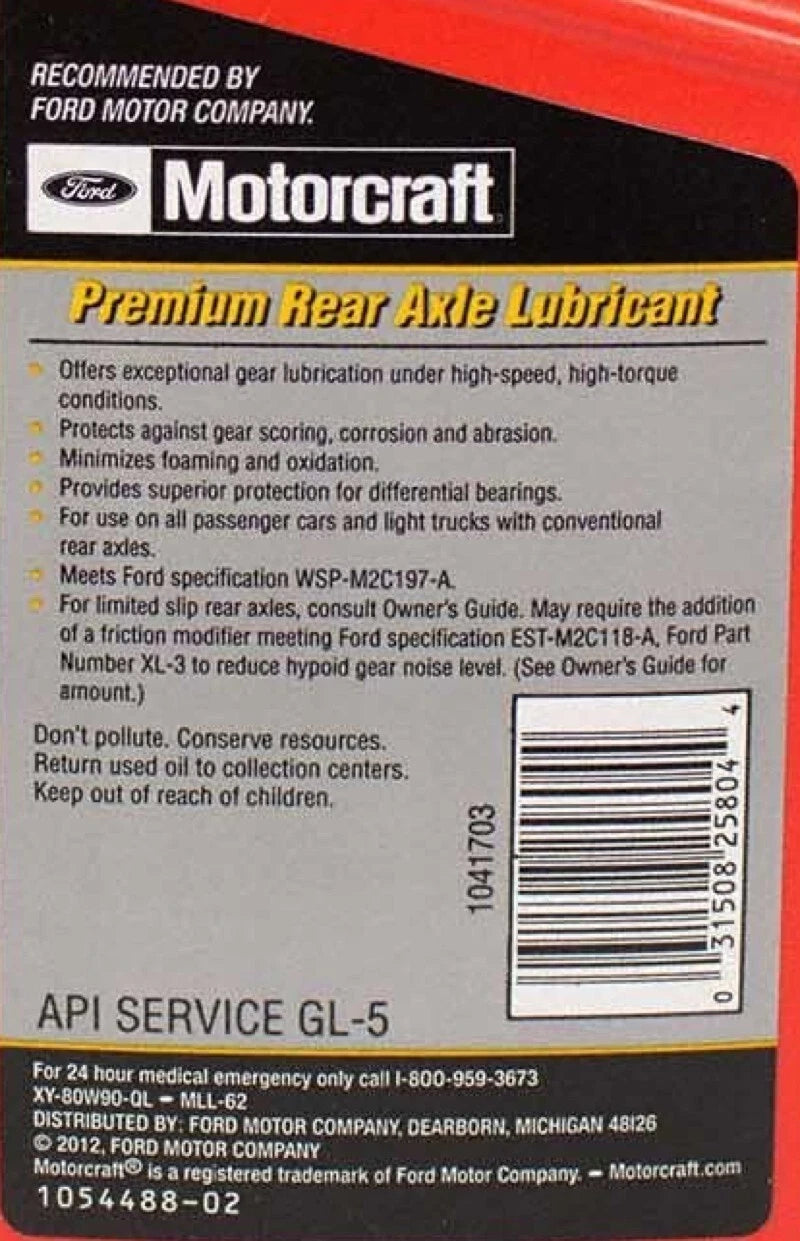 RECOMMENDED BY
FORD MOTOR COMPANY.
Ford Motorcraft
Premium Rear Axle Lubricant
Offers exceptional gear lubrication under high-speed, high-torque
conditions.
Protects against gear scoring, corrosion and abrasion.
Minimizes foaming and oxidation.
Provides superior protection for differential bearings.
For use on all passenger cars and light trucks with conventional
rear axles.
Meets Ford specification WSP-M2C197-A.
For limited slip rear axles, consult Owner's Guide. May require the addition
of a friction modifier meeting Ford specification EST-M2C118-A, Ford Part
Number XL-3 to reduce hypoid gear noise level. (See Owner's Guide for
amount.)
Don't pollute. Conserve resources.
Return used oil to collection centers.
Keep out of reach of children.
1041703
0 31508 25804 4
API SERVICE GL-5
For 24 hour medical emergency only call 1-800-959-3673
XY-80W90-QL – MLL-62
DISTRIBUTED BY: FORD MOTOR COMPANY, DEARBORN, MICHIGAN 48126
© 2012, FORD MOTOR COMPANY
Motorcraft® is a registered trademark of Ford Motor Company. – Motorcraft.com
1054488-02